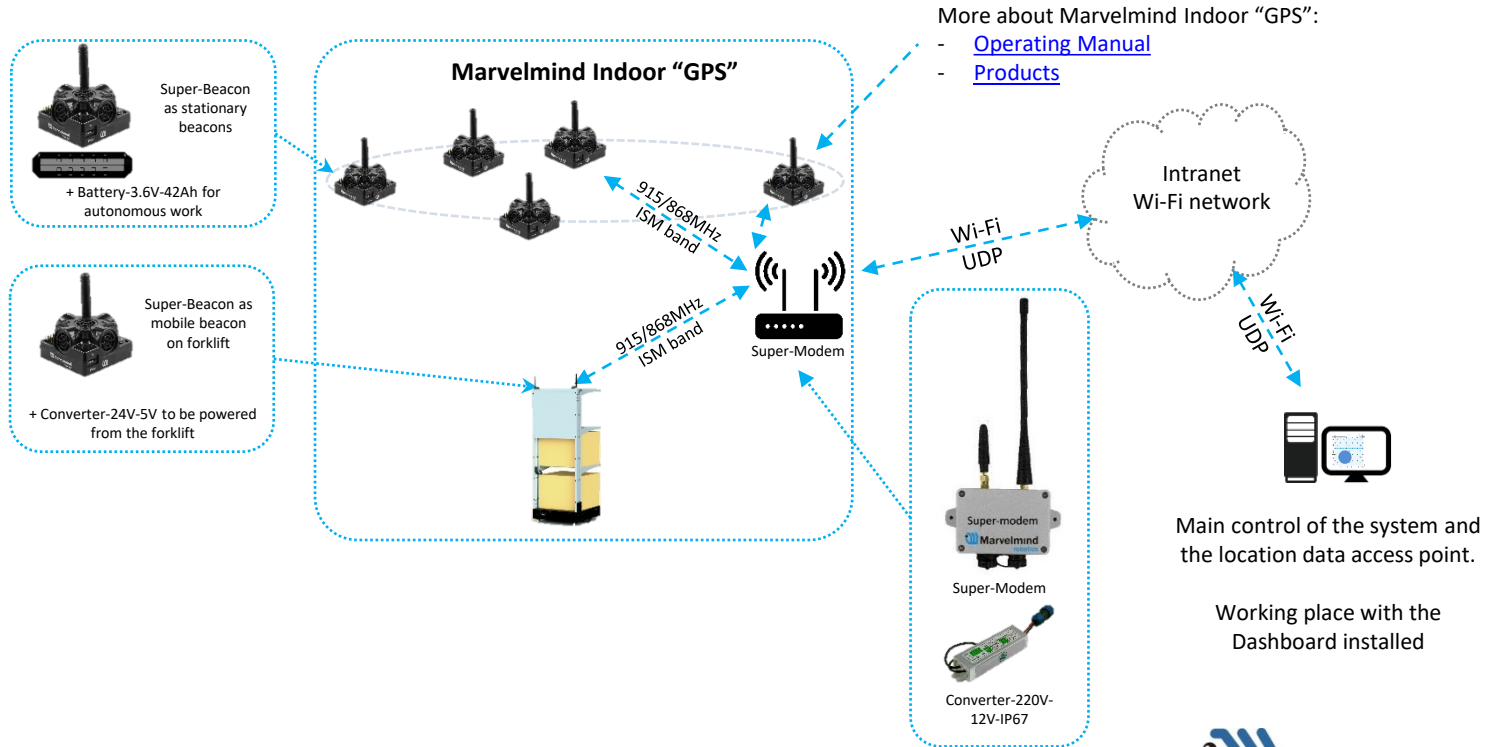 More about Marvelmind Indoor “GPS”:
- Operating Manual
- Products
Marvelmind Indoor “GPS”
Super-Beacon
as stationary
beacons
+ Battery-3.6V-42Ah for
autonomous work
Super-Beacon as
mobile beacon
on forklift
+ Converter-24V-5V to be powered
from the forklift
915/868MHz
ISM band
915/868MHz
ISM band
Super-Modem
Wi-Fi
UDP
Intranet
Wi-Fi network
Wi-Fi
UDP
Super-modem
Marvelmind
robotics
Super-Modem
Converter-220V-
12V-IP67
Main control of the system and
the location data access point.
Working place with the
Dashboard installed